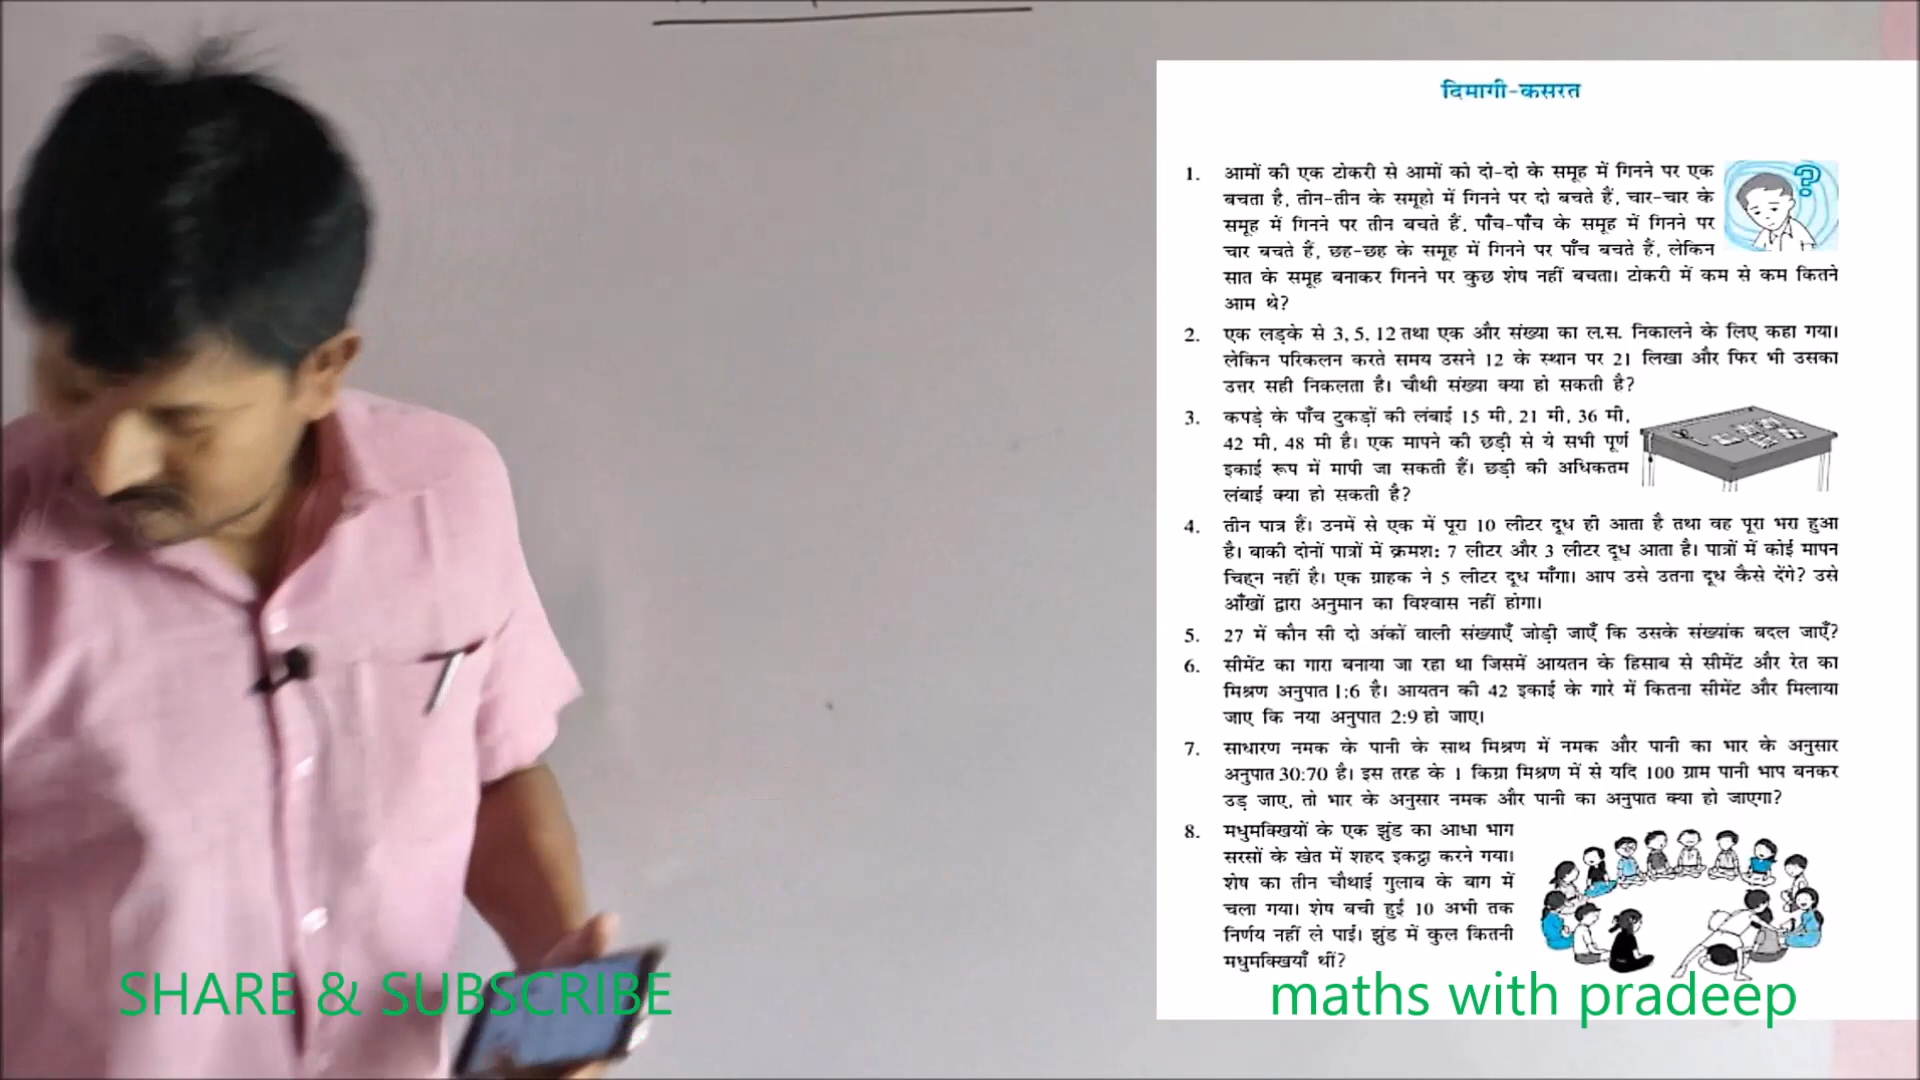 दिमागी-कसरत
1. आमों की एक टोकरी से आमों को दो-दो के समूह में गिनने पर एक
बचता है, तीन-तीन के समूहो में गिनने पर दो बचते हैं, चार-चार के
समूह में गिनने पर तीन बचते हैं, पाँच-पाँच के समूह में गिनने पर
चार बचते हैं, छह-छह के समूह में गिनने पर पाँच बचते हैं, लेकिन
सात के समूह बनाकर गिनने पर कुछ शेष नहीं बचता। टोकरी में कम से कम कितने
आम थे?
2. एक लड़के से 3, 5, 12 तथा एक और संख्या का ल.स. निकालने के लिए कहा गया।
लेकिन परिकलन करते समय उसने 12 के स्थान पर 21 लिखा और फिर भी उसका
उत्तर सही निकलता है। चौथी संख्या क्या हो सकती है?
3. कपड़े के पाँच टुकड़ों की लंबाई 15 मी, 21 मी, 36 मी,
42 मी, 48 मी है। एक मापने की छड़ी से ये सभी पूर्ण
इकाई रूप में मापी जा सकती हैं। छड़ी की अधिकतम
लंबाई क्या हो सकती है?
4. तीन पात्र हैं। उनमें से एक में पूरा 10 लीटर दूध ही आता है तथा वह पूरा भरा हुआ
है। बाकी दोनों पात्रों में क्रमश: 7 लीटर और 3 लीटर दूध आता है। पात्रों में कोई मापन
चिह्न नहीं है। एक ग्राहक ने 5 लीटर दूध माँगा। आप उसे उतना दूध कैसे देंगे? उसे
आँखों द्वारा अनुमान का विश्वास नहीं होगा।
5. 27 में कौन सी दो अंकों वाली संख्याएँ जोड़ी जाएँ कि उसके संख्यांक बदल जाएँ?
6. सीमेंट का गारा बनाया जा रहा था जिसमें आयतन के हिसाब से सीमेंट और रेत का
मिश्रण अनुपात 1:6 है। आयतन की 42 इकाई के गारे में कितना सीमेंट और मिलाया
जाए कि नया अनुपात 2:9 हो जाए।
7. साधारण नमक के पानी के साथ मिश्रण में नमक और पानी का भार के अनुसार
अनुपात 30:70 है। इस तरह के 1 किग्रा मिश्रण में से यदि 100 ग्राम पानी भाप बनकर
उड़ जाए, तो भार के अनुसार नमक और पानी का अनुपात क्या हो जाएगा?
8. मधुमक्खियों के एक झुंड का आधा भाग
सरसों के खेत में शहद इकट्ठा करने गया।
शेष का तीन चौथाई गुलाब के बाग में
चला गया। शेष बची हुई 10 अभी तक
निर्णय नहीं ले पाई। झुंड में कुल कितनी
मधुमक्खियाँ थीं?
SHARE & SUBSCRIBE
maths with pradeep